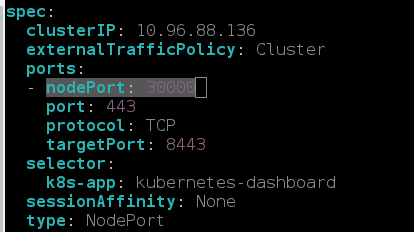 spec:
  clusterIP: 10.96.88.136
  externalTrafficPolicy: Cluster
  ports:
  - nodePort: 30000
    port: 443
    protocol: TCP
    targetPort: 8443
  selector:
    k8s-app: kubernetes-dashboard
  sessionAffinity: None
  type: NodePort